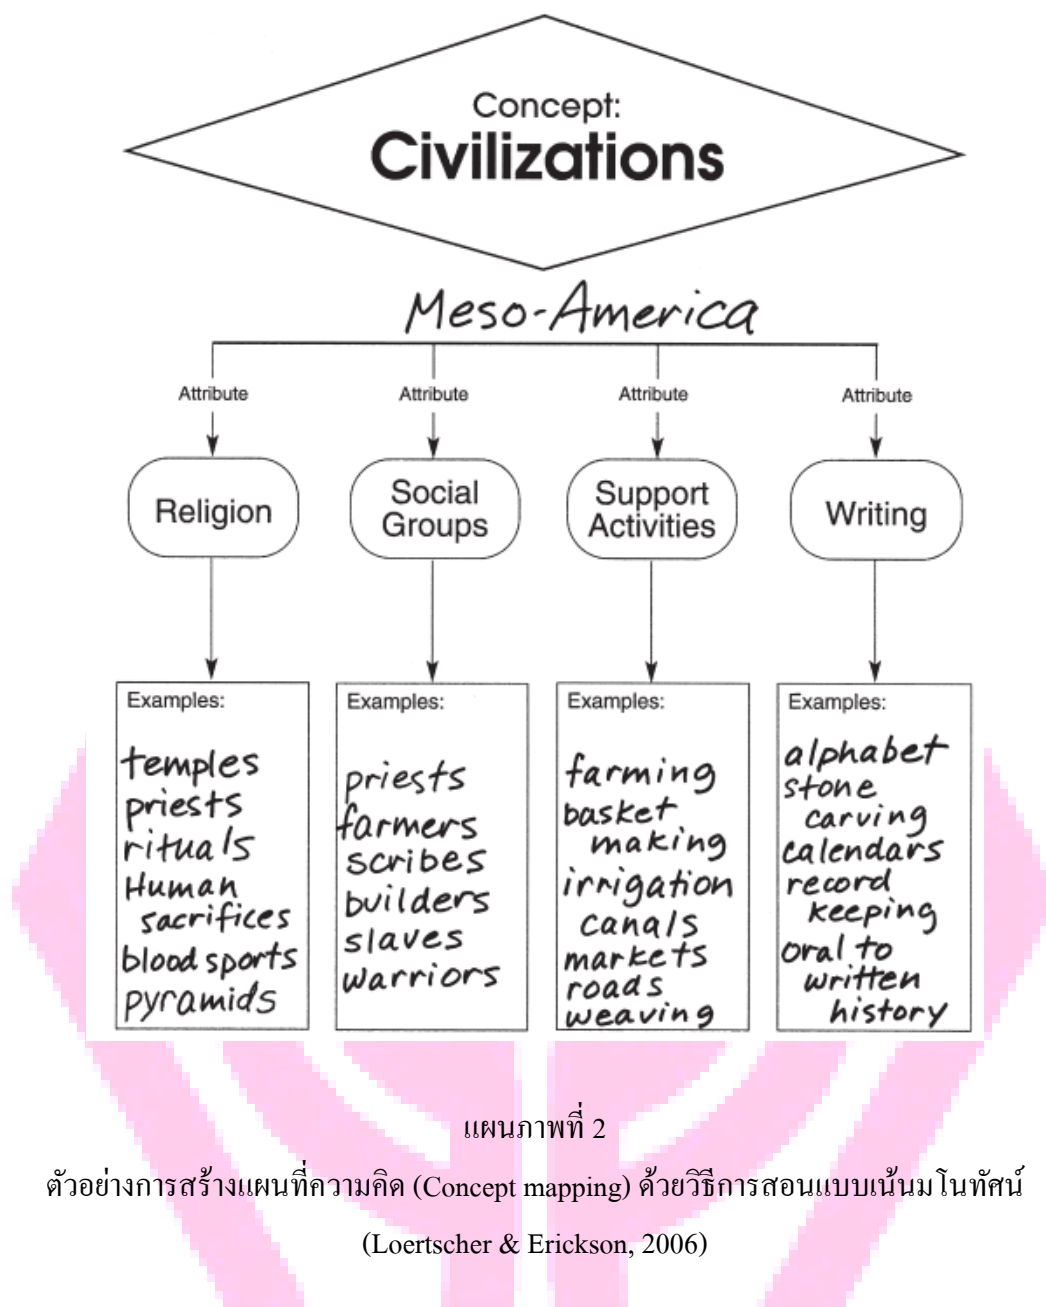 Concept:
Civilizations
Meso-America
Attribute
Attribute
Attribute
Attribute
Religion
Social
Groups
Support
Activities
Writing
Examples:
temples
priests
rituals
Human
sacrifices
blood sports
pyramids
Examples:
priests
farmers
scribes
builders
slaves
warriors
Examples:
farming
basket
making
irrigation
canals
markets
roads
weaving
Examples:
alphabet
stone
carving
calendars
record
keeping
oral to
written
history
แผนภาพที่ 2
ตัวอย่างการสร้างแผนที่ความคิด (Concept mapping) ด้วยวิธีการสอนแบบเน้นมโนทัศน์
(Loertscher & Erickson, 2006)